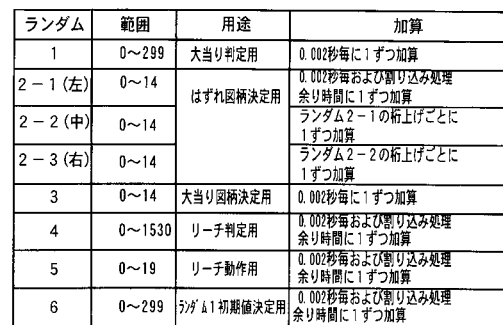 ランダム 範囲 用途 加算
1 0～299 大当り判定用 0.002秒毎に1ずつ加算
2－1(左) 0～14 はずれ図柄決定用 0.002秒毎および割り込み処理
余り時間に1ずつ加算
2－2(中) 0～14 ランダム2－1の桁上げごとに
1ずつ加算
2－3(右) 0～14 ランダム2－2の桁上げごとに
1ずつ加算
3 0～14 大当り図柄決定用 0.002秒毎に1ずつ加算
4 0～1530 リーチ判定用 0.002秒毎および割り込み処理
余り時間に1ずつ加算
5 0～19 リーチ動作用 0.002秒毎および割り込み処理
余り時間に1ずつ加算
6 0～299 ﾗﾝﾀﾞﾑ1初期値決定用 0.002秒毎および割り込み処理
余り時間に1ずつ加算